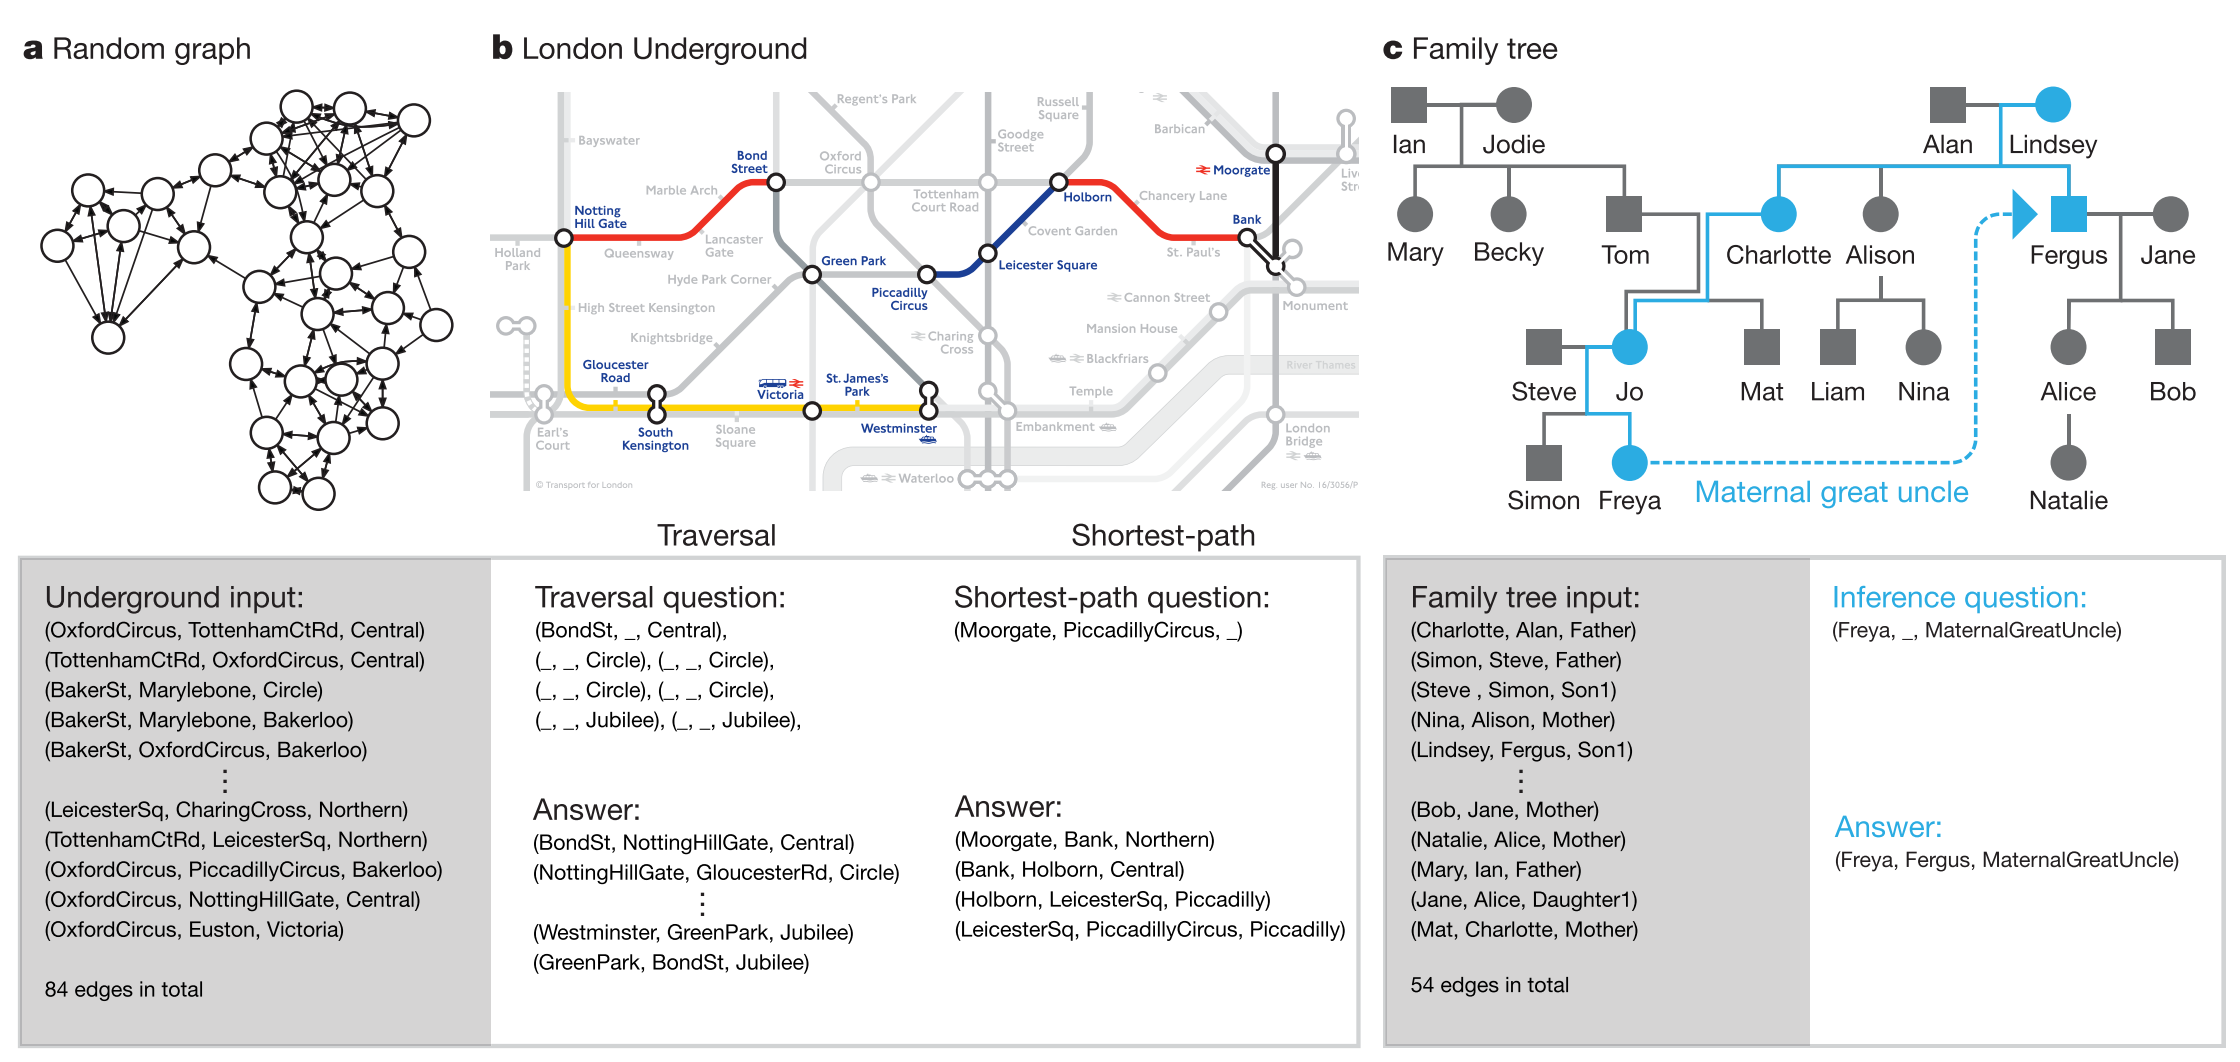 a Random graph
b London Underground
Regent's Park
Russell
Square
Barbican
Bayswater
Goodge
Street
Bond
Street
Oxford
Circus
Moorgate
Marble Arch
Tottenham
Court Road
Holborn
Chancery Lane
Notting
Hill Gate
Bank
Holland
Park
Queensway
Lancaster
Gate
Covent Garden
St. Paul's
Green Park
Leicester Square
Hyde Park Corner
Piccadilly
Circus
High Street Kensington
Cannon Street
Monument
Knightsbridge
Charing
Cross
Mansion House
Gloucester
Road
Blackfriars
River Thames
Victoria
St. James's
Park
Temple
Earl's
Court
South
Kensington
Sloane
Square
Westminster
Embankment
London
Bridge
Waterloo
© Transport for London
Reg. user No. 16/3056/P
c Family tree
Ian
Jodie
Alan
Lindsey
Mary
Becky
Tom
Charlotte
Alison
Fergus
Jane
Steve
Jo
Mat
Liam
Nina
Alice
Bob
Simon
Freya
Maternal great uncle
Natalie
Traversal
Shortest-path
Underground input:
(OxfordCircus, TottenhamCtRd, Central)
(TottenhamCtRd, OxfordCircus, Central)
(BakerSt, Marylebone, Circle)
(BakerSt, Marylebone, Bakerloo)
(BakerSt, OxfordCircus, Bakerloo)
⋮
(LeicesterSq, CharingCross, Northern)
(TottenhamCtRd, LeicesterSq, Northern)
(OxfordCircus, PiccadillyCircus, Bakerloo)
(OxfordCircus, NottingHillGate, Central)
(OxfordCircus, Euston, Victoria)
84 edges in total
Traversal question:
(BondSt, _, Central),
(_, _, Circle), (_, _, Circle),
(_, _, Circle), (_, _, Circle),
(_, _, Jubilee), (_, _, Jubilee),
Answer:
(BondSt, NottingHillGate, Central)
(NottingHillGate, GloucesterRd, Circle)
⋮
(Westminster, GreenPark, Jubilee)
(GreenPark, BondSt, Jubilee)
Shortest-path question:
(Moorgate, PiccadillyCircus, _)
Answer:
(Moorgate, Bank, Northern)
(Bank, Holborn, Central)
(Holborn, LeicesterSq, Piccadilly)
(LeicesterSq, PiccadillyCircus, Piccadilly)
Family tree input:
(Charlotte, Alan, Father)
(Simon, Steve, Father)
(Steve , Simon, Son1)
(Nina, Alison, Mother)
(Lindsey, Fergus, Son1)
⋮
(Bob, Jane, Mother)
(Natalie, Alice, Mother)
(Mary, Ian, Father)
(Jane, Alice, Daughter1)
(Mat, Charlotte, Mother)
54 edges in total
Inference question:
(Freya, _, MaternalGreatUncle)
Answer:
(Freya, Fergus, MaternalGreatUncle)